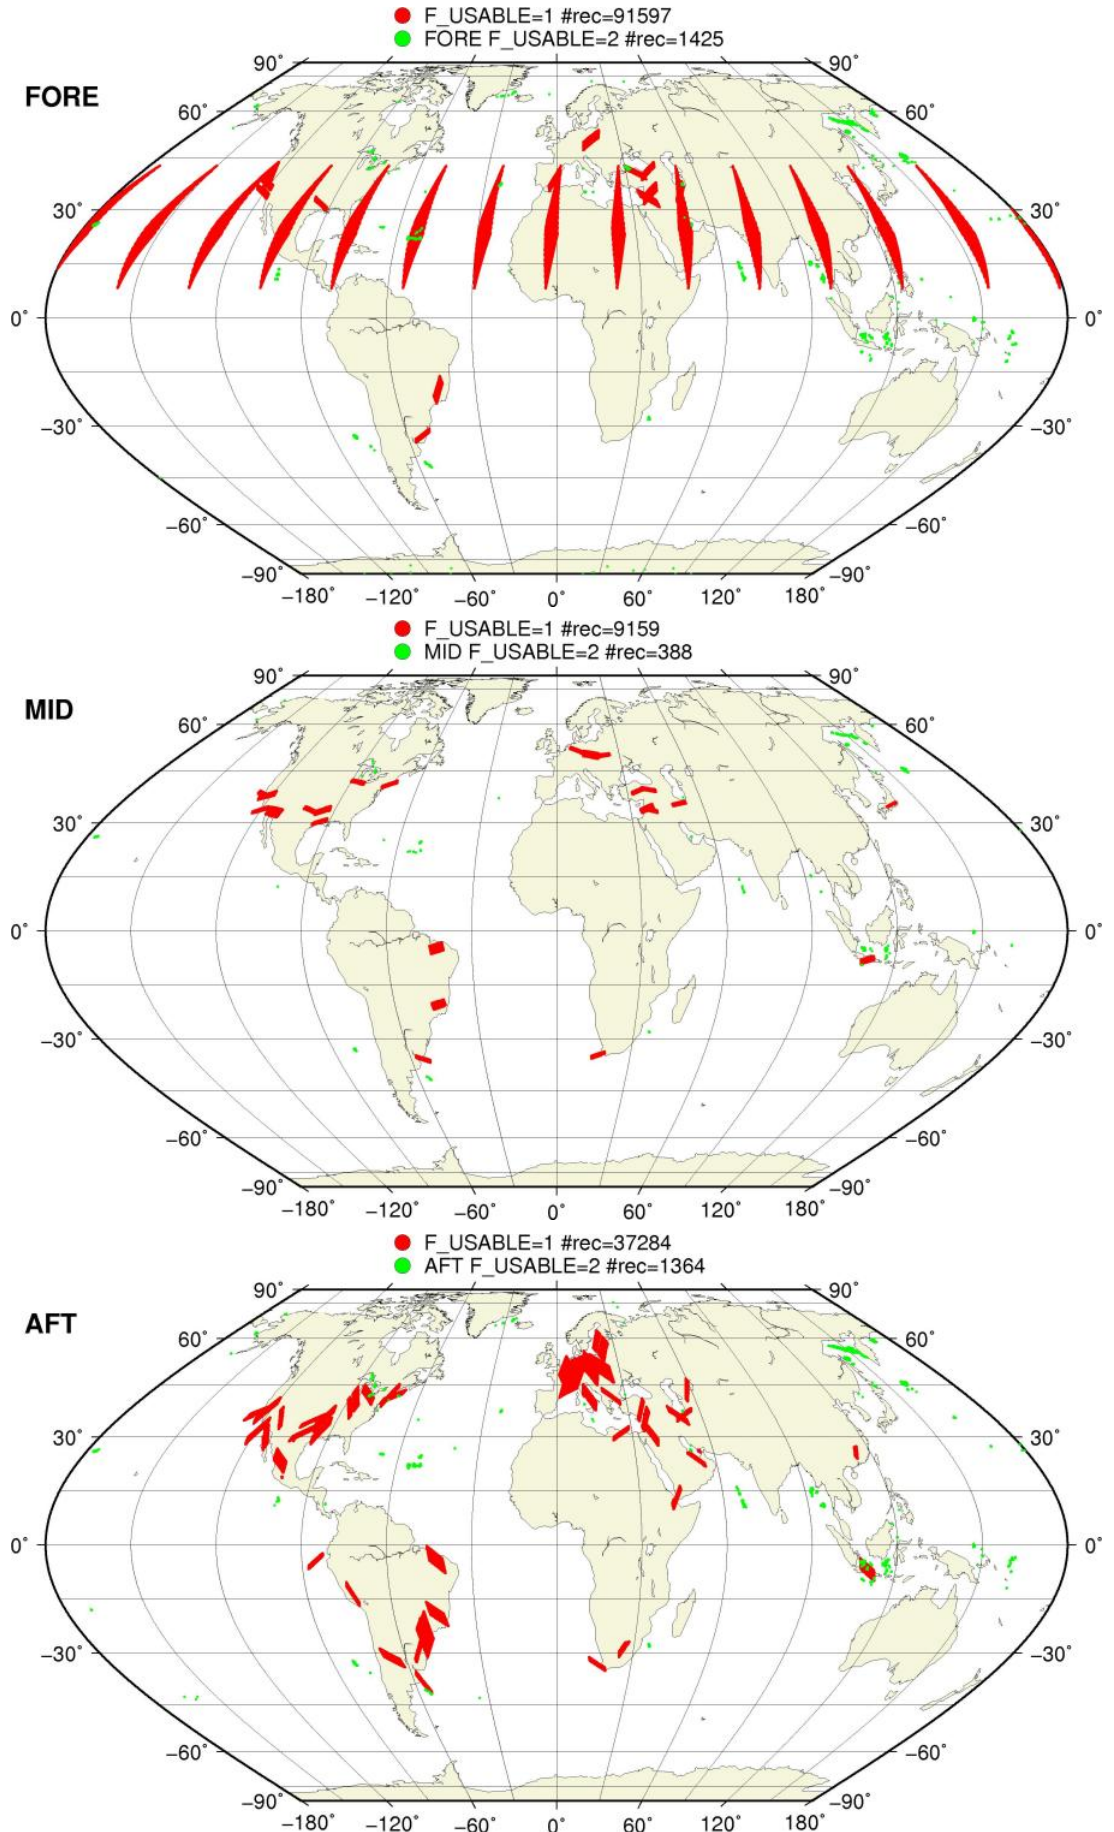 F_USABLE=1 #rec=91597
FORE F_USABLE=2 #rec=1425
FORE
90˚ 90˚
60˚ 60˚
30˚ 30˚
0˚ 0˚
−30˚ −30˚
−60˚ −60˚
−90˚ −90˚
−180˚ −120˚ −60˚ 0˚ 60˚ 120˚ 180˚
F_USABLE=1 #rec=9159
MID F_USABLE=2 #rec=388
MID
90˚ 90˚
60˚ 60˚
30˚ 30˚
0˚ 0˚
−30˚ −30˚
−60˚ −60˚
−90˚ −90˚
−180˚ −120˚ −60˚ 0˚ 60˚ 120˚ 180˚
F_USABLE=1 #rec=37284
AFT F_USABLE=2 #rec=1364
AFT
90˚ 90˚
60˚ 60˚
30˚ 30˚
0˚ 0˚
−30˚ −30˚
−60˚ −60˚
−90˚ −90˚
−180˚ −120˚ −60˚ 0˚ 60˚ 120˚ 180˚